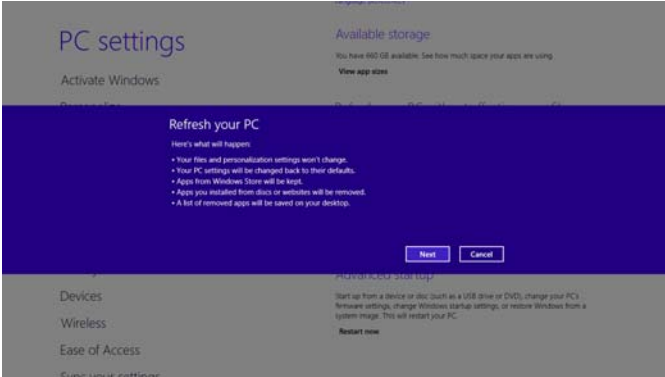 PC settings
Activate Windows
Devices
Wireless
Ease of Access
Sync your settings
Available storage
You have 660 GB available. See how much space your apps are using.
View app sizes
Refresh your PC
Here's what will happen:
• Your files and personalization settings won't change.
• Your PC settings will be changed back to their defaults.
• Apps from Windows Store will be kept.
• Apps you installed from discs or websites will be removed.
• A list of removed apps will be saved on your desktop.
Next
Cancel
Advanced startup
Start up from a device or disc (such as a USB drive or DVD), change your PC's
firmware settings, change Windows startup settings, or restore Windows from a
system image. This will restart your PC.
Restart now